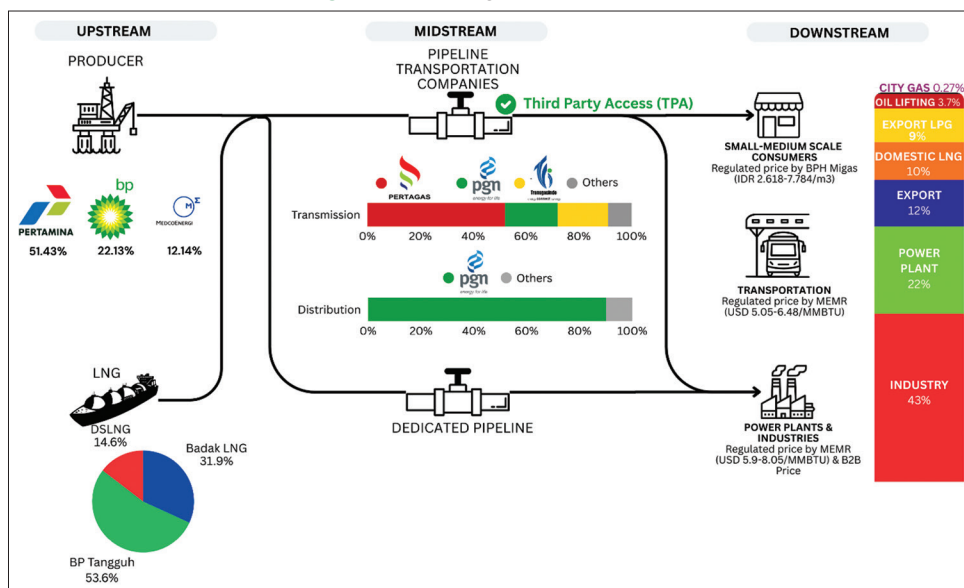 UPSTREAM
MIDSTREAM
DOWNSTREAM
PRODUCER
PIPELINE
TRANSPORTATION
COMPANIES
Third Party Access (TPA)
PERTAMINA
51.43%
bp
22.13%
MEDCOENERGI
12.14%
PERTAGAS
pgn
energy for life
Transgasindo
Others
Transmission
0%
20%
40%
60%
80%
100%
pgn
energy for life
Others
Distribution
0%
20%
40%
60%
80%
100%
LNG
DSLNG
14.6%
Badak LNG
31.9%
BP Tangguh
53.6%
DEDICATED PIPELINE
SMALL-MEDIUM SCALE
CONSUMERS
Regulated price by BPH Migas
(IDR 2.618-7.784/m3)
TRANSPORTATION
Regulated price by MEMR
(USD 5.05-6.48/MMBTU)
POWER PLANTS &
INDUSTRIES
Regulated price by MEMR
(USD 5.9-8.05/MMBTU) & B2B
Price
CITY GAS 0.27%
OIL LIFTING 3.7%
EXPORT LPG
9%
DOMESTIC LNG
10%
EXPORT
12%
POWER
PLANT
22%
INDUSTRY
43%